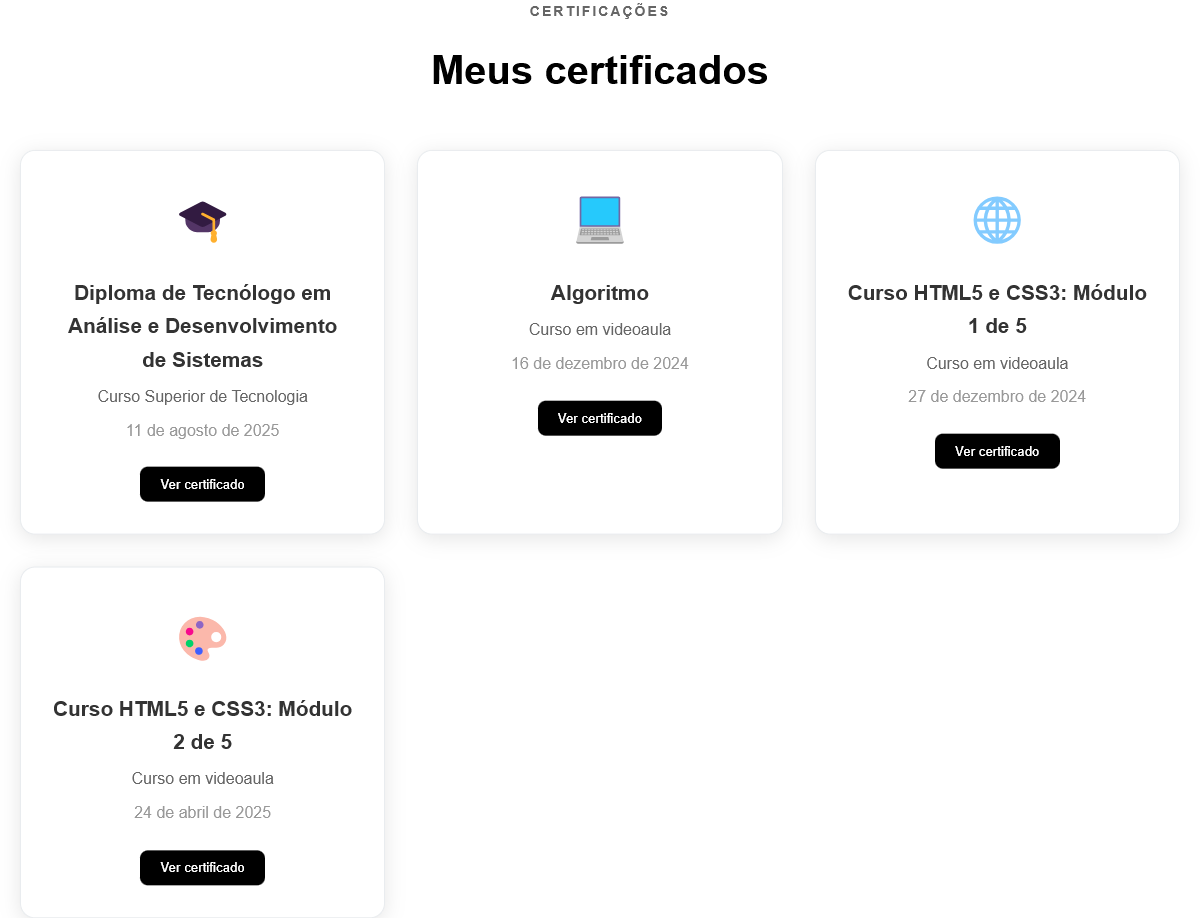 CERTIFICAÇÕES
Meus certificados
Diploma de Tecnólogo em
Análise e Desenvolvimento
de Sistemas
Curso Superior de Tecnologia
11 de agosto de 2025
Ver certificado
Algoritmo
Curso em videoaula
16 de dezembro de 2024
Ver certificado
Curso HTML5 e CSS3: Módulo
1 de 5
Curso em videoaula
27 de dezembro de 2024
Ver certificado
Curso HTML5 e CSS3: Módulo
2 de 5
Curso em videoaula
24 de abril de 2025
Ver certificado